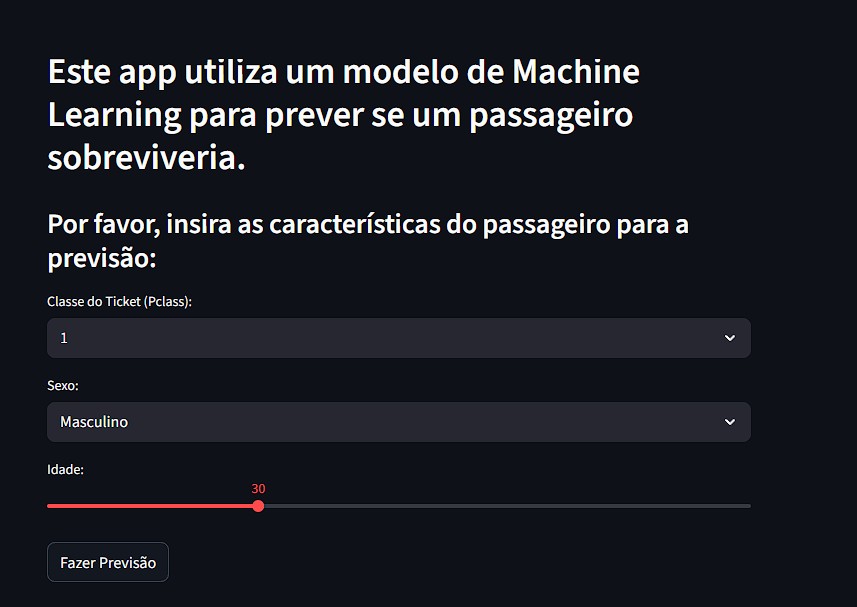 Este app utiliza um modelo de Machine
Learning para prever se um passageiro
sobreviveria.
Por favor, insira as características do passageiro para a
previsão:
Classe do Ticket (Pclass):
1
Sexo:
Masculino
Idade:
30
Fazer Previsão